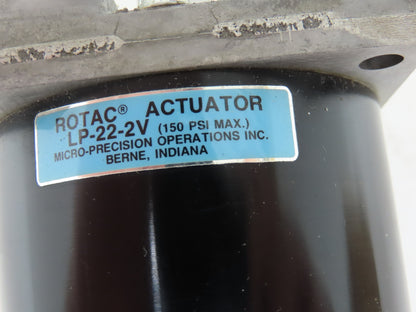 ROTAC® ACTUATOR
LP-22-2V (150 PSI MAX.)
MICRO-PRECISION OPERATIONS INC.
BERNE, INDIANA